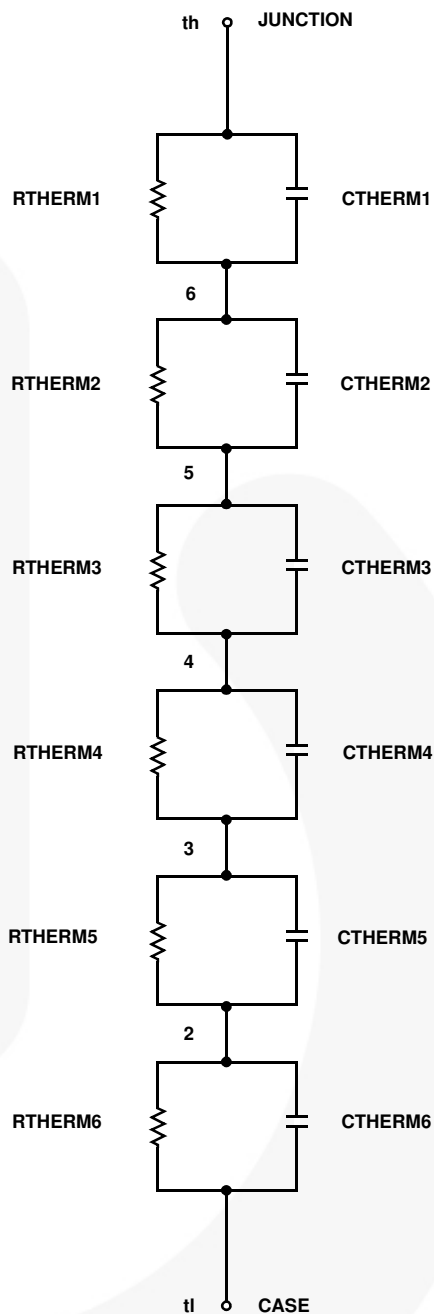 th JUNCTION
RTHERM1 CTHERM1
6
RTHERM2 CTHERM2
5
RTHERM3 CTHERM3
4
RTHERM4 CTHERM4
3
RTHERM5 CTHERM5
2
RTHERM6 CTHERM6
tl CASE